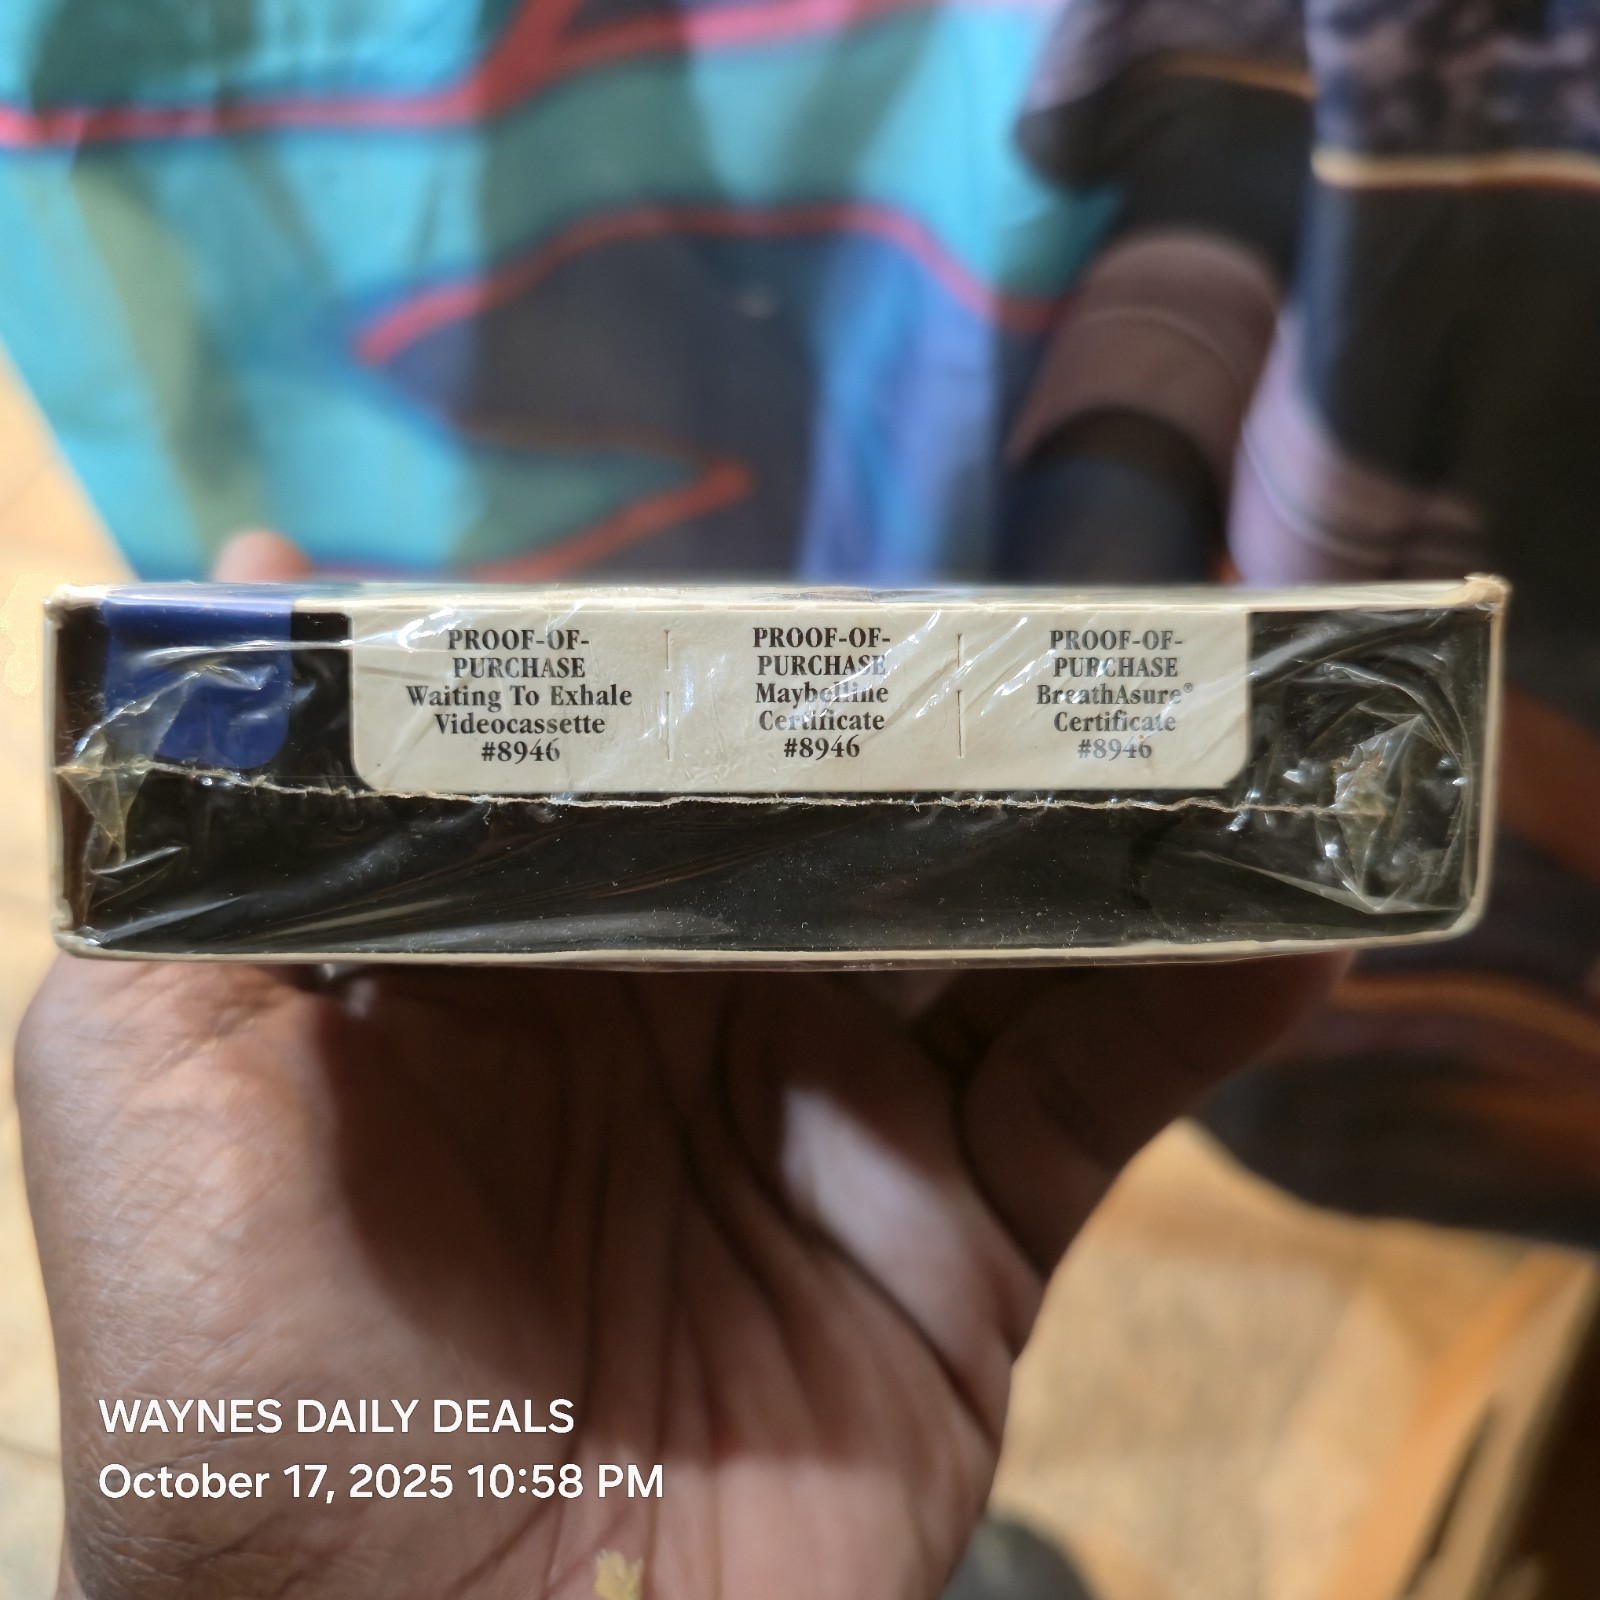 PROOF-OF-
PURCHASE
Waiting To Exhale
Videocassette
#8946
PROOF-OF-
PURCHASE
Maybelline
Certificate
#8946
PROOF-OF-
PURCHASE
BreathAsure®
Certificate
#8946
WAYNES DAILY DEALS
October 17, 2025 10:58 PM